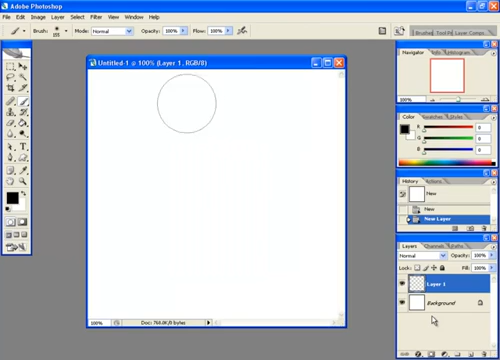 Adobe Photoshop
File Edit Image Layer Select Filter View Window Help
Brush: Mode: Normal Opacity: 100% Flow: 100%
Brushes Tool Pr Layer Comps
Untitled-1 @ 100% (Layer 1, RGB/8)
Navigator Info Histogram
100%
Color Swatches Styles
R 0
G 0
B 0
History Actions
New
New
New Layer
Layers Channels Paths
Normal Opacity: 100%
Lock: Fill: 100%
Layer 1
Background
100% Doc: 768.0K/0 bytes